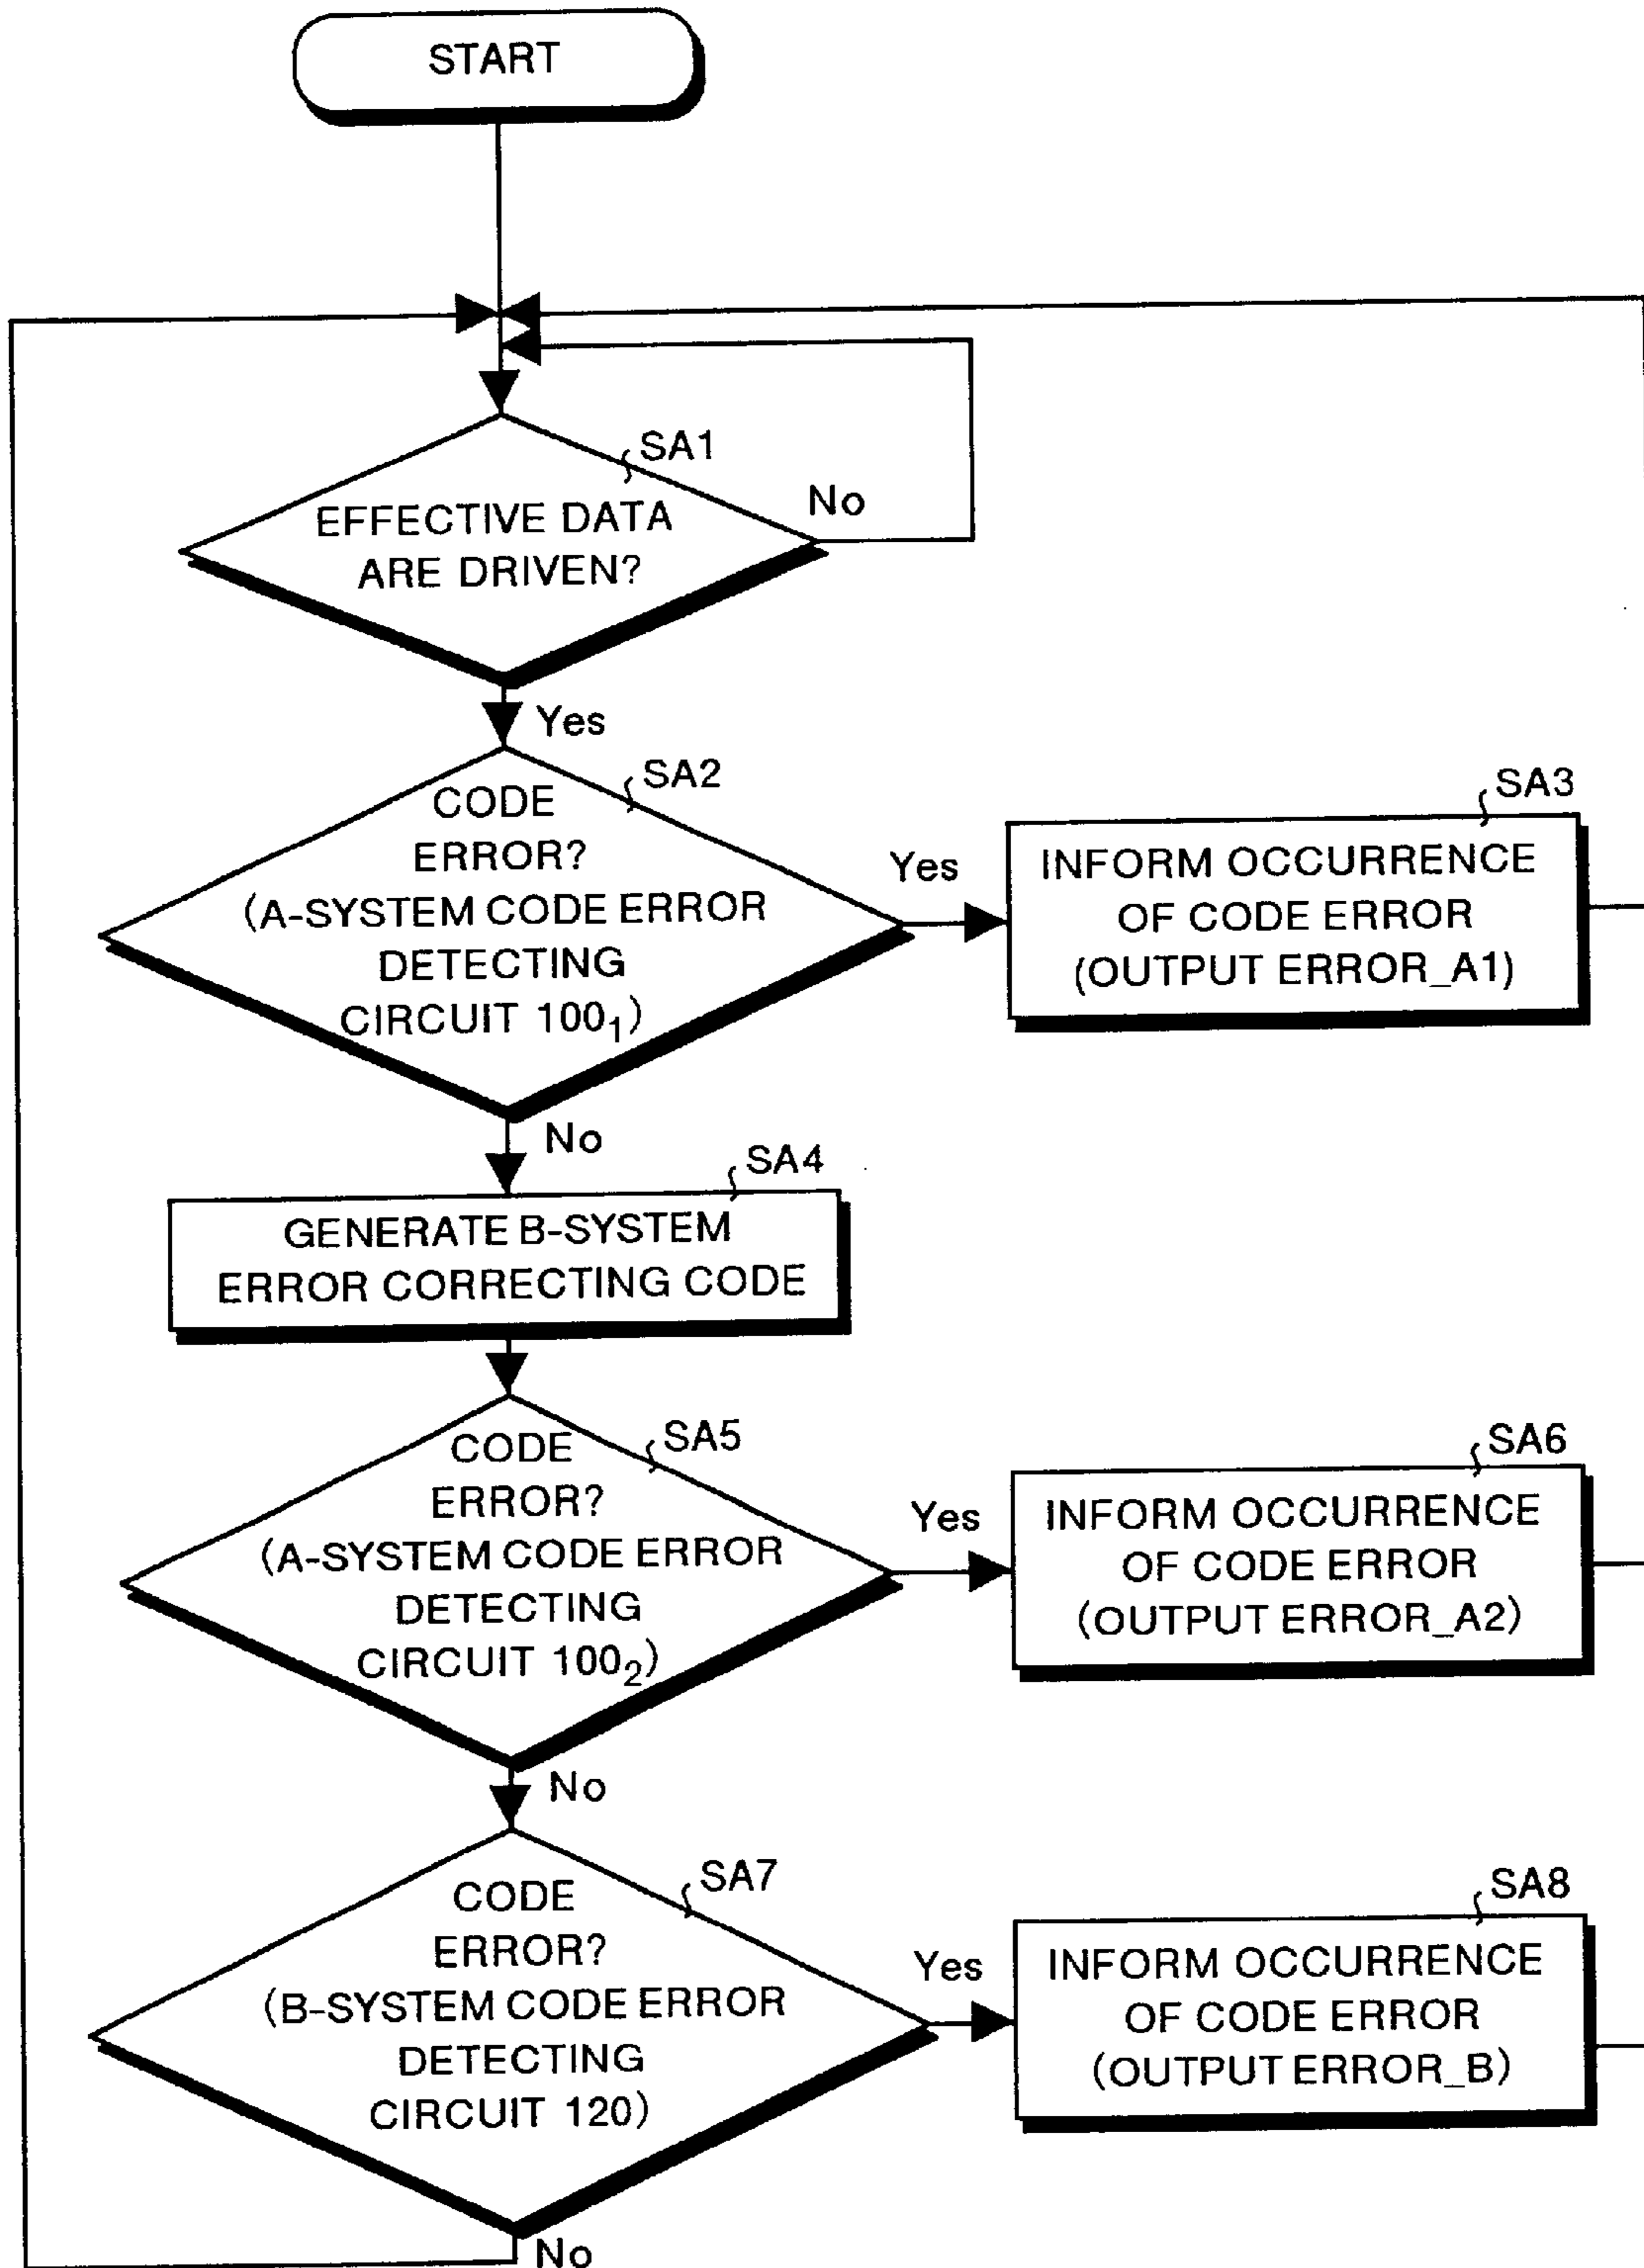 START
SA1
EFFECTIVE DATA
ARE DRIVEN?
No
Yes
SA2
CODE
ERROR?
(A-SYSTEM CODE ERROR
DETECTING
CIRCUIT 100₁)
Yes
SA3
INFORM OCCURRENCE
OF CODE ERROR
(OUTPUT ERROR_A1)
No
SA4
GENERATE B-SYSTEM
ERROR CORRECTING CODE
SA5
CODE
ERROR?
(A-SYSTEM CODE ERROR
DETECTING
CIRCUIT 100₂)
Yes
SA6
INFORM OCCURRENCE
OF CODE ERROR
(OUTPUT ERROR_A2)
No
SA7
CODE
ERROR?
(B-SYSTEM CODE ERROR
DETECTING
CIRCUIT 120)
Yes
SA8
INFORM OCCURRENCE
OF CODE ERROR
(OUTPUT ERROR_B)
No